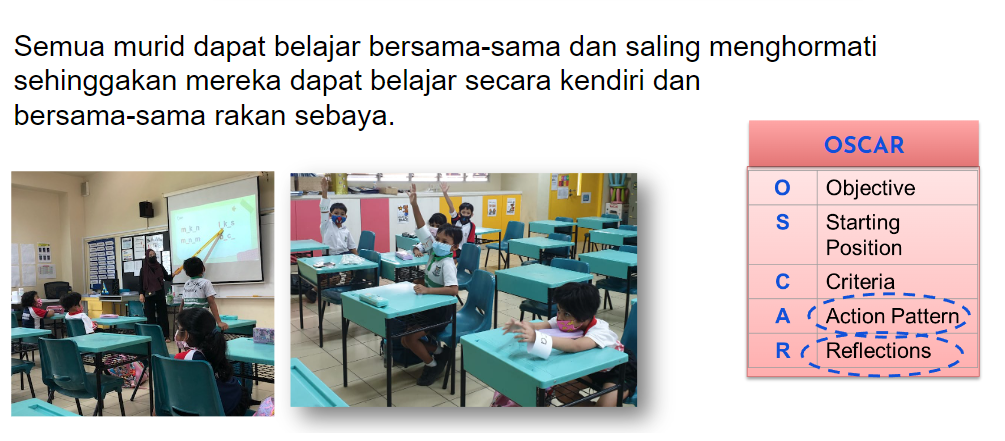 Semua murid dapat belajar bersama-sama dan saling menghormati
sehinggakan mereka dapat belajar secara kendiri dan
bersama-sama rakan sebaya.
OSCAR
O Objective
S Starting
Position
C Criteria
A Action Pattern
R Reflections